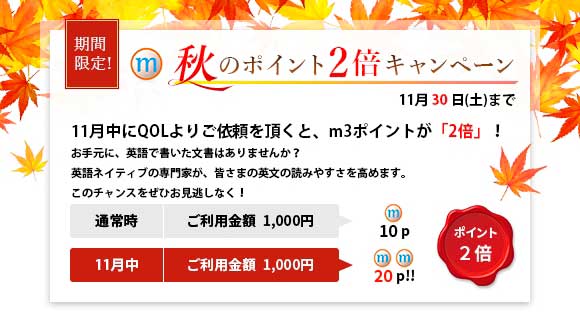 期間
限定!
m 秋のポイント2倍キャンペーン
11月 30 日(土)まで
11月中にQOLよりご依頼を頂くと、m3ポイントが「2倍」！
お手元に、英語で書いた文書はありませんか？
英語ネイティブの専門家が、皆さまの英文の読みやすさを高めます。
このチャンスをぜひお見逃しなく！
通常時 ご利用金額 1,000円 m
10 p
11月中 ご利用金額 1,000円 m m
20 p!!
ポイント
2倍